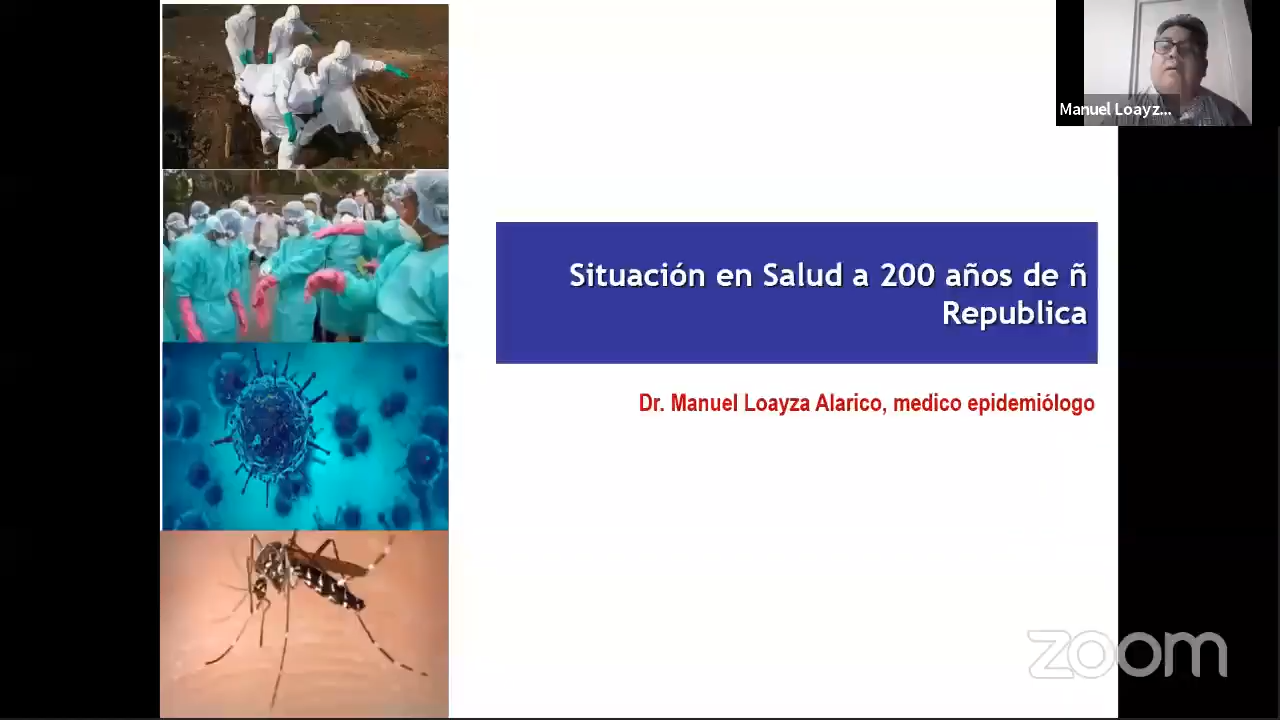 Manuel Loayz...
Situación en Salud a 200 años de ñ
Republica
Dr. Manuel Loayza Alarico, medico epidemiólogo
zoom